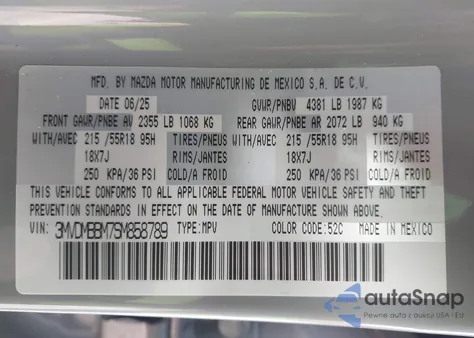 MFD. BY MAZDA MOTOR MANUFACTURING DE MEXICO S.A. DE C.V.
DATE 06/25 GVWR/PNBV 4381 LB 1987 KG
FRONT GAWR/PNBE AV 2355 LB 1068 KG REAR GAWR/PNBE AR 2072 LB 940 KG
WITH/AVEC 215 /55R18 95H TIRES/PNEUS WITH/AVEC 215 /55R18 95H TIRES/PNEUS
18X7J RIMS/JANTES 18X7J RIMS/JANTES
250 KPA/36 PSI COLD/A FROID 250 KPA/36 PSI COLD/A FROID
THIS VEHICLE CONFORMS TO ALL APPLICABLE FEDERAL MOTOR VEHICLE SAFETY AND THEFT
PREVENTION STANDARDS IN EFFECT ON THE DATE OF MANUFACTURE SHOWN ABOVE.
VIN: 3MVDMBBM7SM858789 TYPE:MPV COLOR:52C MADE IN MEXICO
autoSnap
Pewne auta z aukcji USA i EU